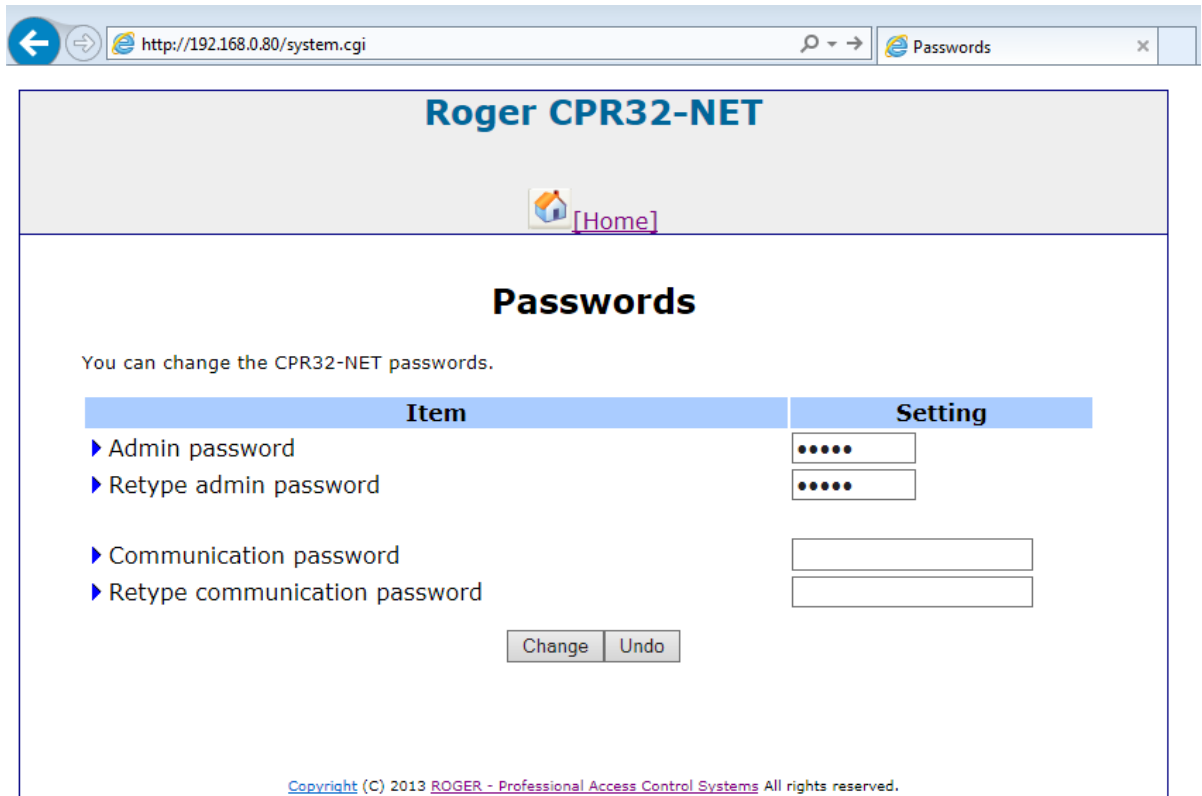 http://192.168.0.80/system.cgi
Passwords
Roger CPR32-NET
[Home]
Passwords
You can change the CPR32-NET passwords.
Item Setting
Admin password •••••
Retype admin password •••••
Communication password
Retype communication password
Change Undo
Copyright (C) 2013 ROGER - Professional Access Control Systems All rights reserved.